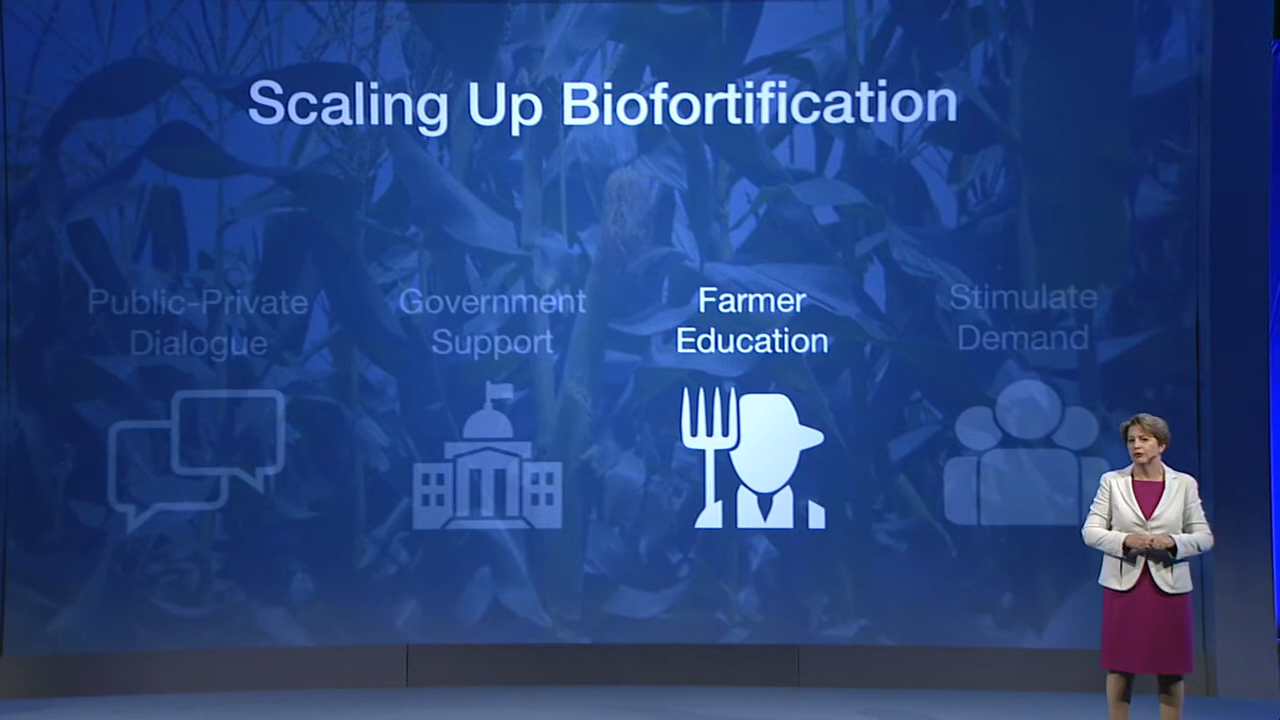 Scaling Up Biofortification
Public-Private
Dialogue
Government
Support
Farmer
Education
Stimulate
Demand